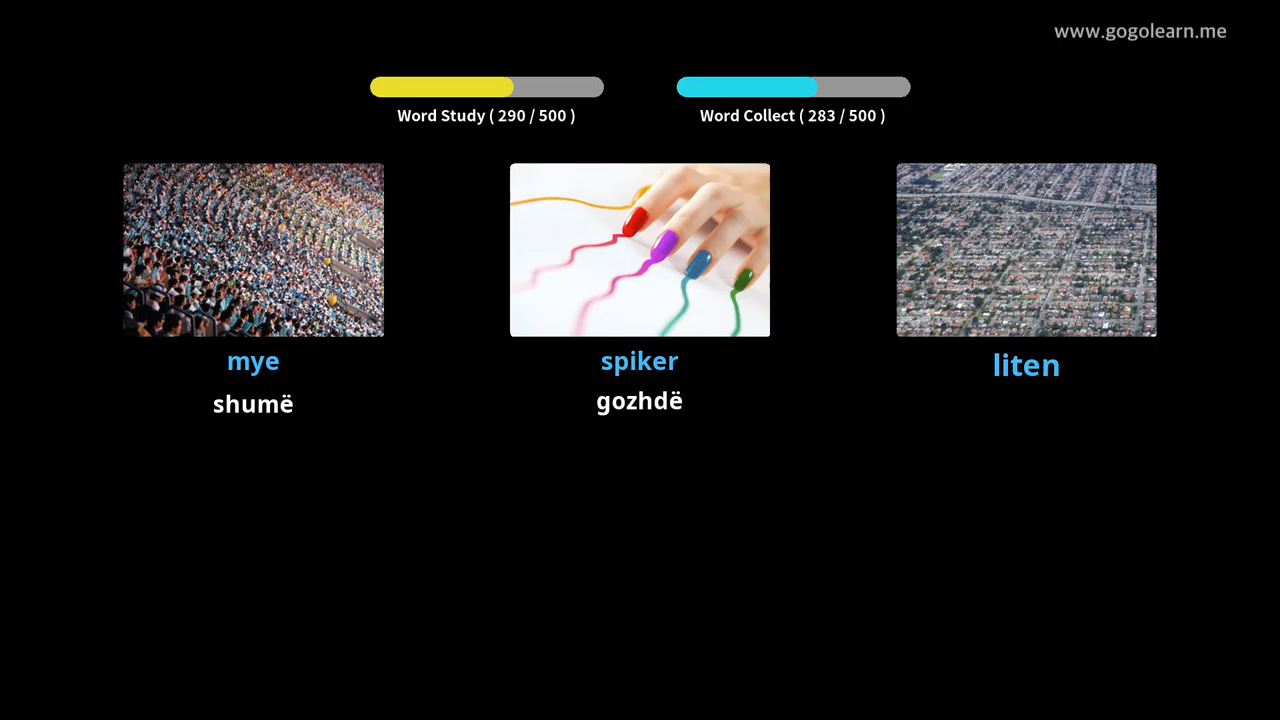 www.gogolearn.me
Word Study ( 290 / 500 )
Word Collect ( 283 / 500 )
mye
shumë
spiker
gozhdë
liten